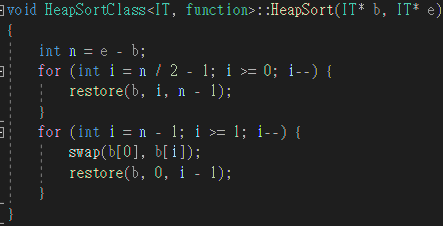 void HeapSortClass<IT, function>::HeapSort(IT* b, IT* e)
{
    int n = e - b;
    for (int i = n / 2 - 1; i >= 0; i--) {
        restore(b, i, n - 1);
    }
    for (int i = n - 1; i >= 1; i--) {
        swap(b[0], b[i]);
        restore(b, 0, i - 1);
    }
}